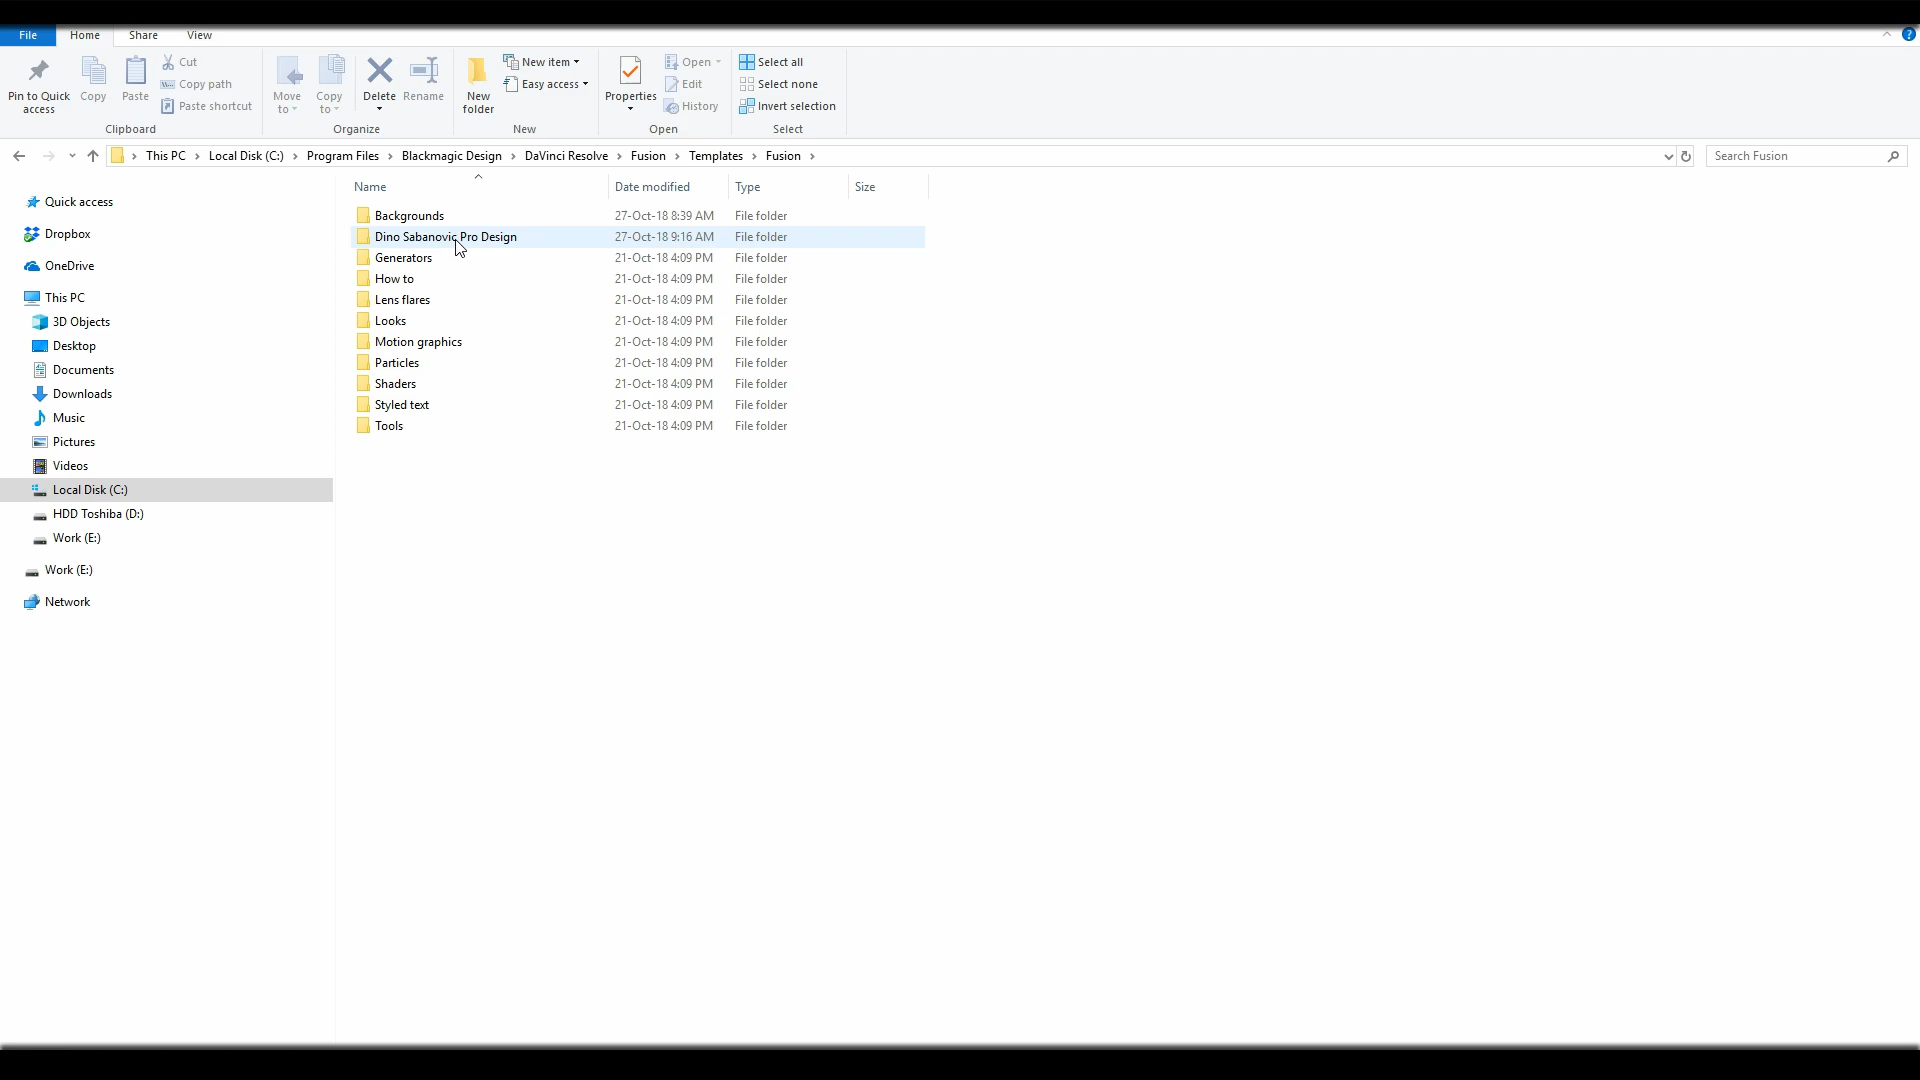 File Home Share View
Pin to Quick access
Copy
Paste
Cut
Copy path
Paste shortcut
Clipboard
Move to
Copy to
Delete
Rename
Organize
New folder
New item
Easy access
New
Properties
Open
Edit
History
Open
Select all
Select none
Invert selection
Select
This PC Local Disk (C:) Program Files Blackmagic Design DaVinci Resolve Fusion Templates Fusion
Search Fusion
Quick access
Dropbox
OneDrive
This PC
3D Objects
Desktop
Documents
Downloads
Music
Pictures
Videos
Local Disk (C:)
HDD Toshiba (D:)
Work (E:)
Work (E:)
Network
Name Date modified Type Size
Backgrounds 27-Oct-18 8:39 AM File folder
Dino Sabanovic Pro Design 27-Oct-18 9:16 AM File folder
Generators 21-Oct-18 4:09 PM File folder
How to 21-Oct-18 4:09 PM File folder
Lens flares 21-Oct-18 4:09 PM File folder
Looks 21-Oct-18 4:09 PM File folder
Motion graphics 21-Oct-18 4:09 PM File folder
Particles 21-Oct-18 4:09 PM File folder
Shaders 21-Oct-18 4:09 PM File folder
Styled text 21-Oct-18 4:09 PM File folder
Tools 21-Oct-18 4:09 PM File folder